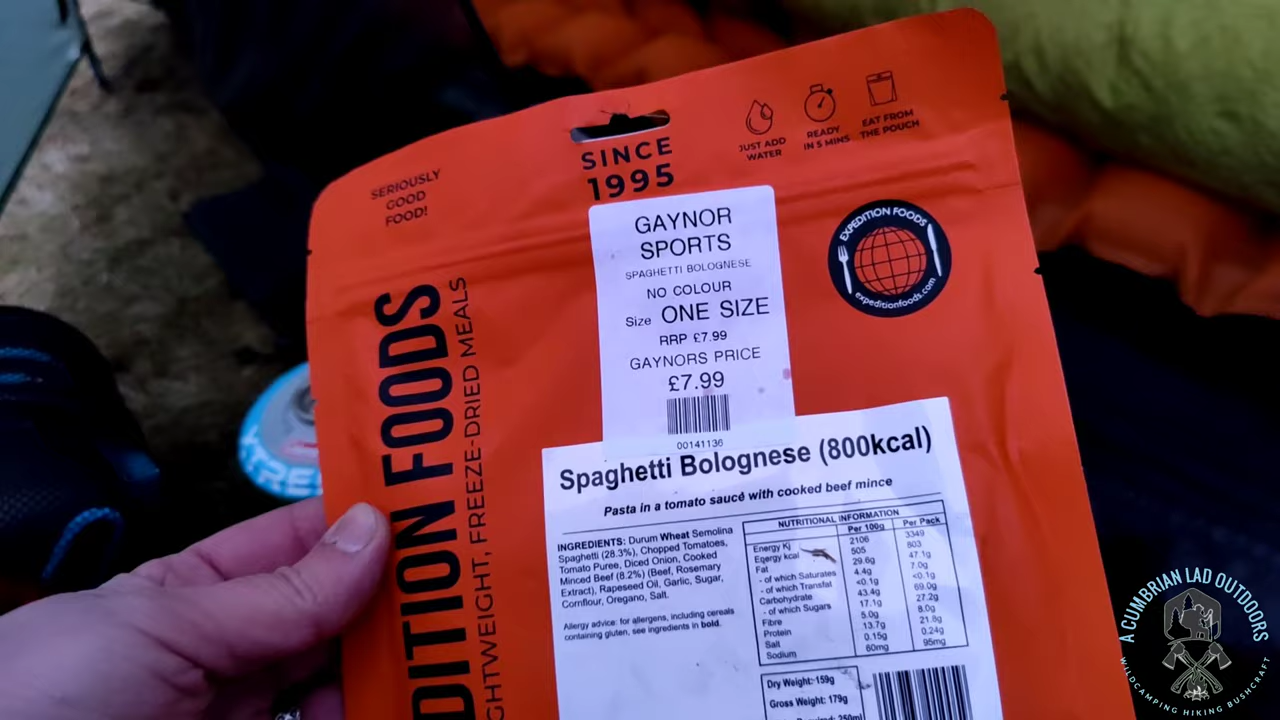 SERIOUSLY
GOOD
FOOD!
SINCE
1995
JUST ADD
WATER
READY
IN 5 MINS
EAT FROM
THE POUCH
EXPEDITION FOODS
expeditionfoods.com
DITION FOODS
GHTWEIGHT, FREEZE-DRIED MEALS
GAYNOR
SPORTS
SPAGHETTI BOLOGNESE
NO COLOUR
Size ONE SIZE
RRP £7.99
GAYNORS PRICE
£7.99
00141136
Spaghetti Bolognese (800kcal)
Pasta in a tomato sauce with cooked beef mince
INGREDIENTS: Durum Wheat Semolina
Spaghetti (28.3%), Chopped Tomatoes,
Tomato Puree, Diced Onion, Cooked
Minced Beef (8.2%) (Beef, Rosemary
Extract), Rapeseed Oil, Garlic, Sugar,
Cornflour, Oregano, Salt.
Allergy advice: for allergens, including cereals
containing gluten, see ingredients in bold.
NUTRITIONAL INFORMATION
Per 100g Per Pack
Energy Kj 2106 3349
Energy kcal 505 803
Fat 29.6g 47.1g
- of which Saturates 4.4g 7.0g
- of which Transfat <0.1g <0.1g
Carbohydrate 43.4g 69.0g
- of which Sugars 17.1g 27.2g
Fibre 5.0g 8.0g
Protein 13.7g 21.8g
Salt 0.15g 0.24g
Sodium 60mg 95mg
Dry Weight: 159g
Gross Weight: 179g
250ml
XTRE
A CUMBRIAN LAD OUTDOORS
WILDCAMPING HIKING BUSHCRAFT